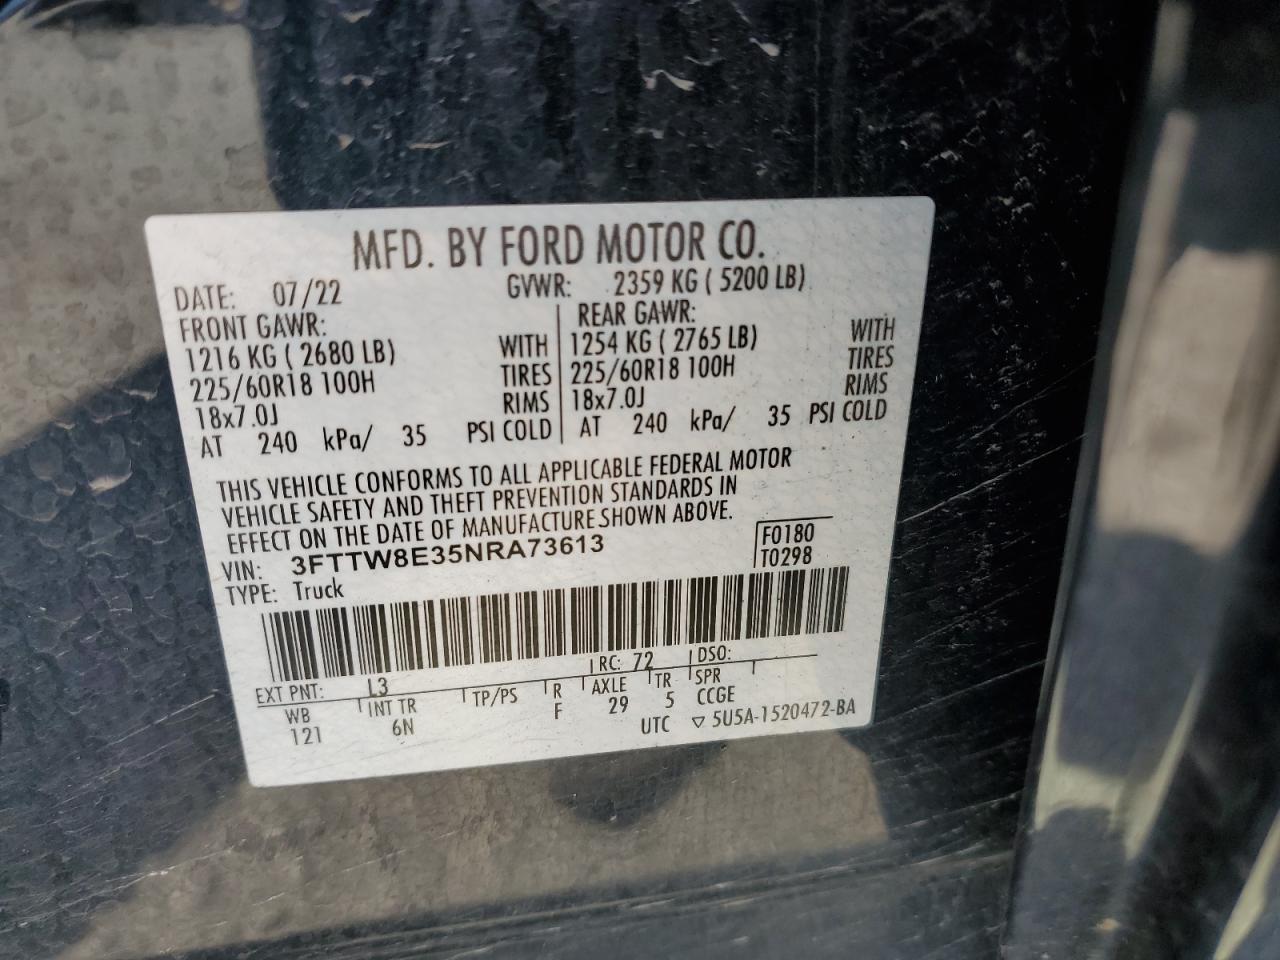 MFD. BY FORD MOTOR CO.
DATE: 07/22 GVWR: 2359 KG ( 5200 LB)
FRONT GAWR: REAR GAWR:
1216 KG ( 2680 LB) WITH 1254 KG ( 2765 LB) WITH
225/60R18 100H TIRES 225/60R18 100H TIRES
18x7.0J RIMS 18x7.0J RIMS
AT 240 kPa/ 35 PSI COLD AT 240 kPa/ 35 PSI COLD
THIS VEHICLE CONFORMS TO ALL APPLICABLE FEDERAL MOTOR
VEHICLE SAFETY AND THEFT PREVENTION STANDARDS IN
EFFECT ON THE DATE OF MANUFACTURE SHOWN ABOVE.
VIN: 3FTTW8E35NRA73613 F0180
TYPE: Truck T0298
EXT PNT: L3 RC: 72 DSO:
WB INT TR TP/PS R AXLE TR SPR
121 6N F 29 5 CCGE
UTC ▽ 5U5A-1520472-BA